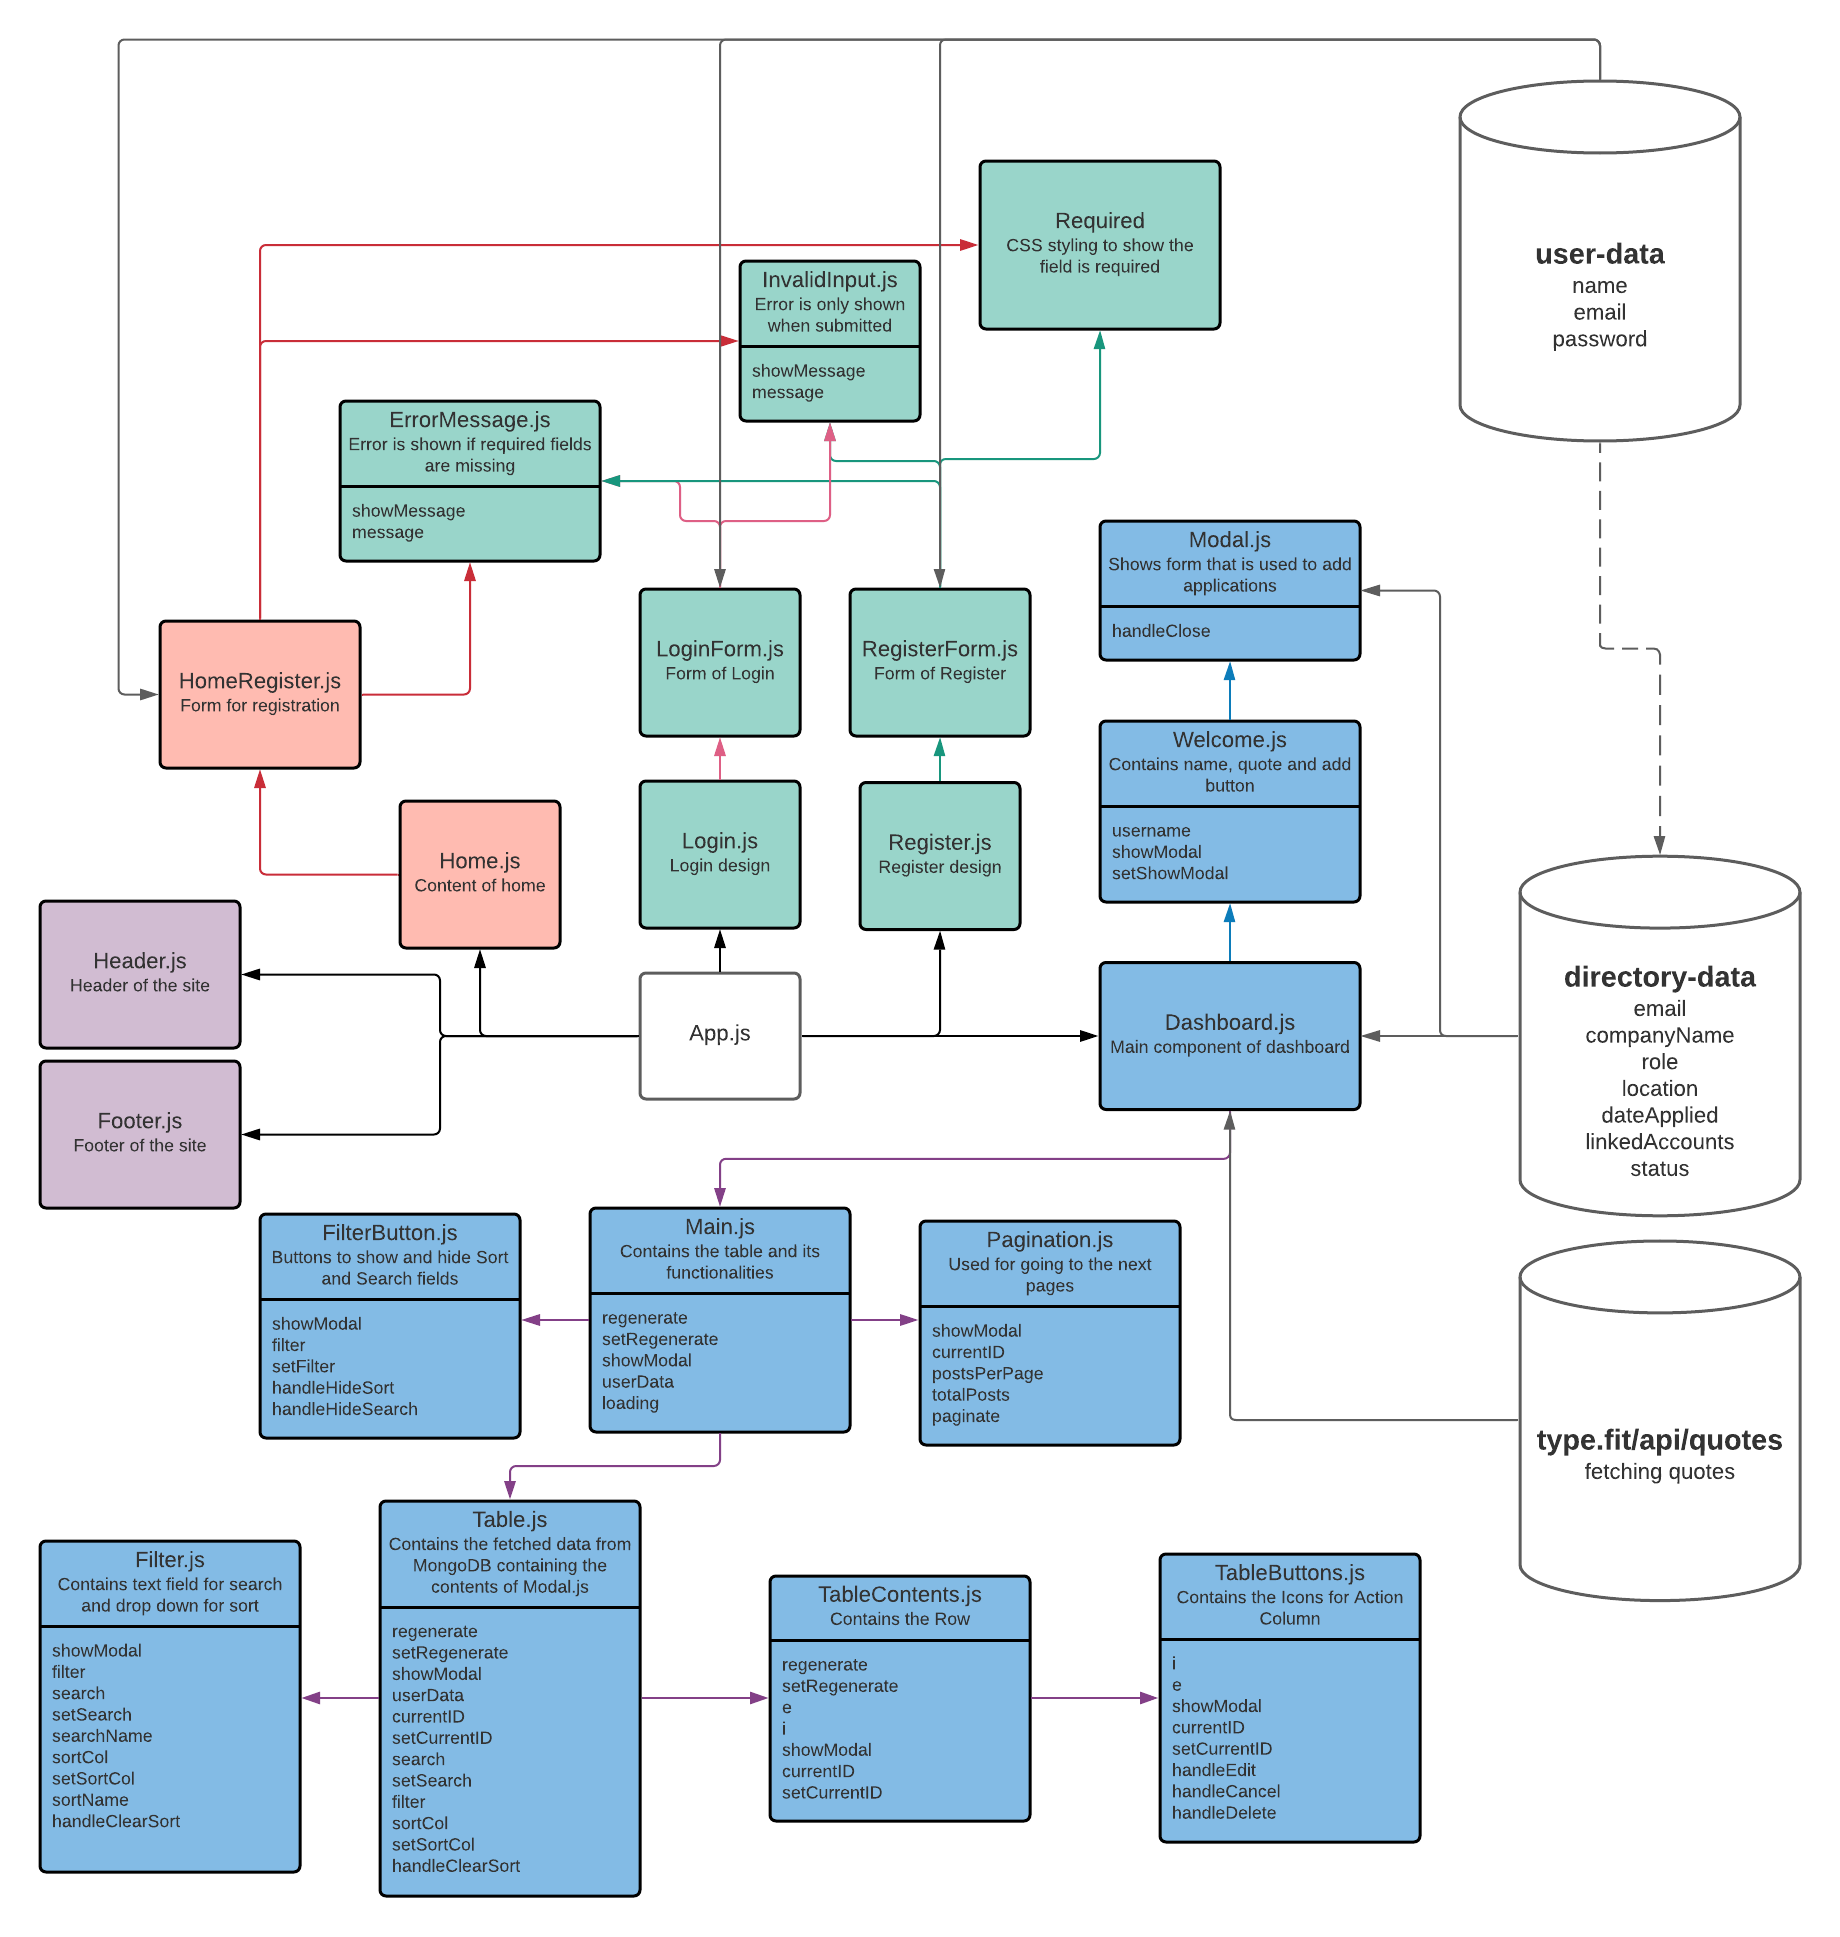 Required
CSS styling to show the
field is required
user-data
name
email
password
InvalidInput.js
Error is only shown
when submitted
showMessage
message
ErrorMessage.js
Error is shown if required fields
are missing
showMessage
message
Modal.js
Shows form that is used to add
applications
handleClose
HomeRegister.js
Form for registration
LoginForm.js
Form of Login
RegisterForm.js
Form of Register
Welcome.js
Contains name, quote and add
button
username
showModal
setShowModal
Home.js
Content of home
Login.js
Login design
Register.js
Register design
Header.js
Header of the site
App.js
Dashboard.js
Main component of dashboard
directory-data
email
companyName
role
location
dateApplied
linkedAccounts
status
Footer.js
Footer of the site
FilterButton.js
Buttons to show and hide Sort
and Search fields
showModal
filter
setFilter
handleHideSort
handleHideSearch
Main.js
Contains the table and its
functionalities
regenerate
setRegenerate
showModal
userData
loading
Pagination.js
Used for going to the next
pages
showModal
currentID
postsPerPage
totalPosts
paginate
type.fit/api/quotes
fetching quotes
Filter.js
Contains text field for search
and drop down for sort
showModal
filter
search
setSearch
searchName
sortCol
setSortCol
sortName
handleClearSort
Table.js
Contains the fetched data from
MongoDB containing the
contents of Modal.js
regenerate
setRegenerate
showModal
userData
currentID
setCurrentID
search
setSearch
filter
sortCol
setSortCol
handleClearSort
TableContents.js
Contains the Row
regenerate
setRegenerate
e
i
showModal
currentID
setCurrentID
TableButtons.js
Contains the Icons for Action
Column
i
e
showModal
currentID
setCurrentID
handleEdit
handleCancel
handleDelete